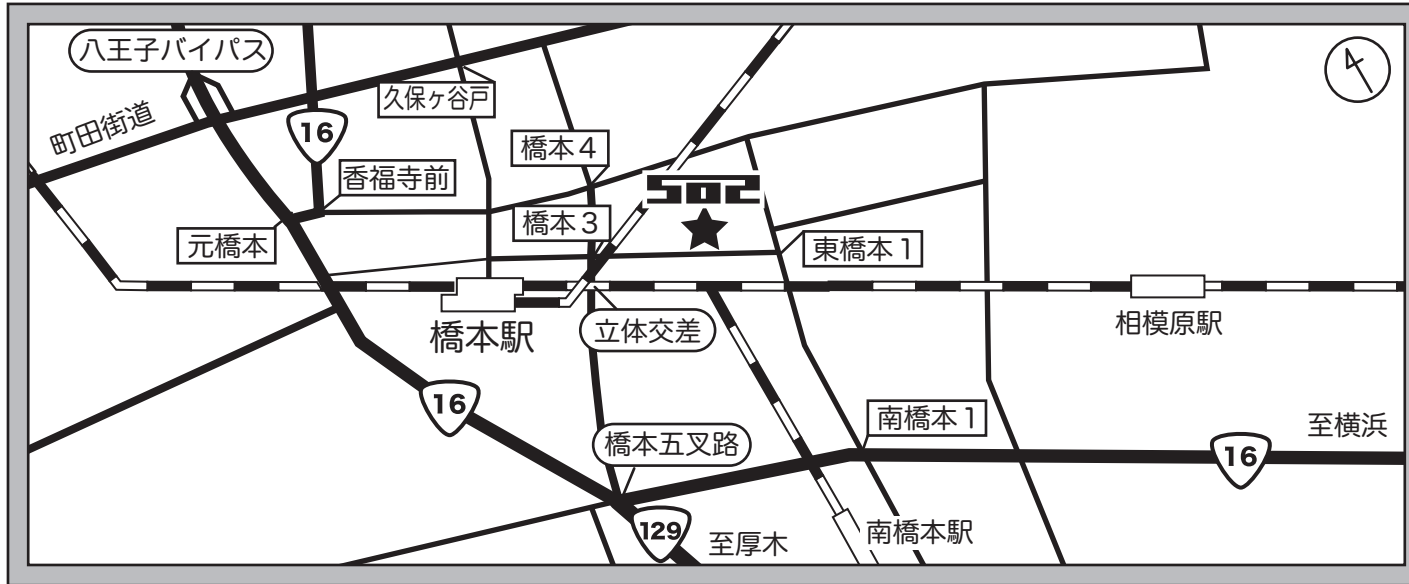 八王子バイパス
町田街道
16
久保ヶ谷戸
橋本4
香福寺前
502
元橋本
橋本3
東橋本1
橋本駅
立体交差
相模原駅
16
橋本五叉路
南橋本1
至横浜
16
129
至厚木
南橋本駅